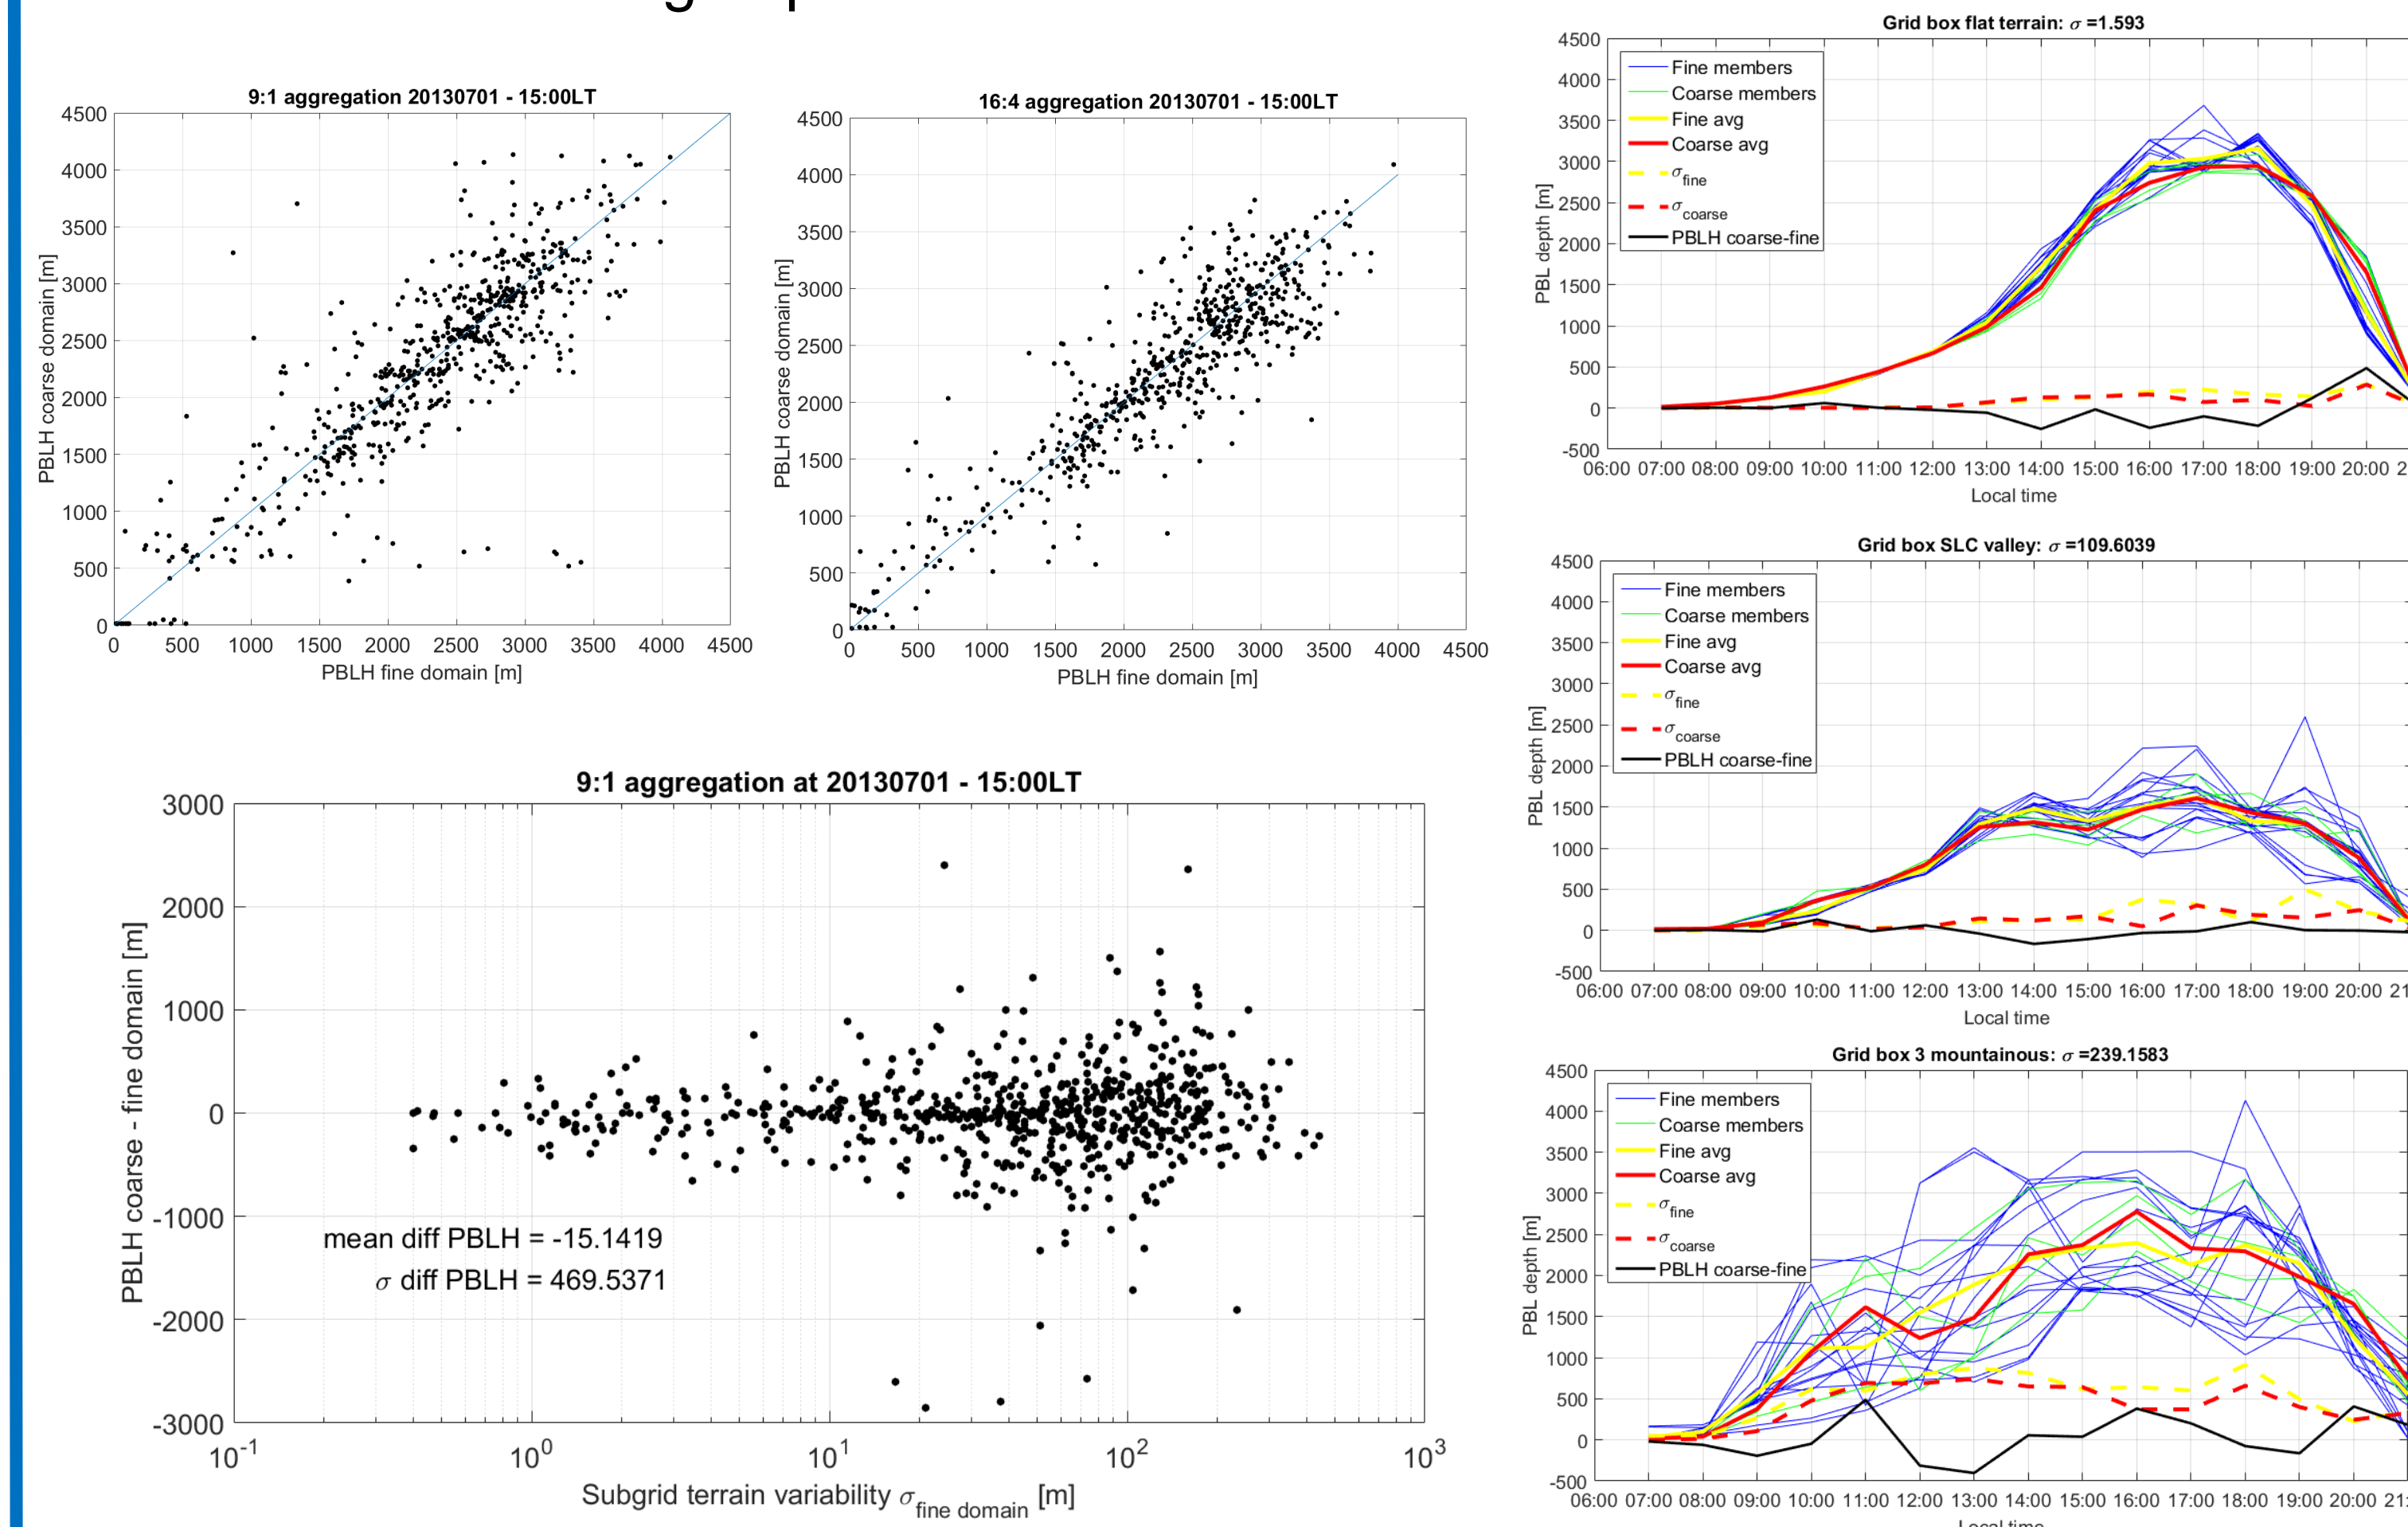 9:1 aggregation 20130701 - 15:00LT
4500
4000
3500
3000
2500
2000
1500
1000
500
0
PBLH coarse domain [m]
0 500 1000 1500 2000 2500 3000 3500 4000 4500
PBLH fine domain [m]
16:4 aggregation 20130701 - 15:00LT
4500
4000
3500
3000
2500
2000
1500
1000
500
0
PBLH coarse domain [m]
0 500 1000 1500 2000 2500 3000 3500 4000 4500
PBLH fine domain [m]
9:1 aggregation at 20130701 - 15:00LT
3000
2000
1000
0
-1000
-2000
-3000
PBLH coarse - fine domain [m]
mean diff PBLH = -15.1419
σ diff PBLH = 469.5371
10^-1 10^0 10^1 10^2 10^3
Subgrid terrain variability σ fine domain [m]
Grid box flat terrain: σ =1.593
4500
4000
3500
3000
2500
2000
1500
1000
500
0
-500
PBL depth [m]
Fine members
Coarse members
Fine avg
Coarse avg
σ fine
σ coarse
PBLH coarse-fine
06:00 07:00 08:00 09:00 10:00 11:00 12:00 13:00 14:00 15:00 16:00 17:00 18:00 19:00 20:00 2
Local time
Grid box SLC valley: σ =109.6039
4500
4000
3500
3000
2500
2000
1500
1000
500
0
-500
PBL depth [m]
Fine members
Coarse members
Fine avg
Coarse avg
σ fine
σ coarse
PBLH coarse-fine
06:00 07:00 08:00 09:00 10:00 11:00 12:00 13:00 14:00 15:00 16:00 17:00 18:00 19:00 20:00 21
Local time
Grid box 3 mountainous: σ =239.1583
4500
4000
3500
3000
2500
2000
1500
1000
500
0
-500
PBL depth [m]
Fine members
Coarse members
Fine avg
Coarse avg
σ fine
σ coarse
PBLH coarse-fine
06:00 07:00 08:00 09:00 10:00 11:00 12:00 13:00 14:00 15:00 16:00 17:00 18:00 19:00 20:00 21:
Local time